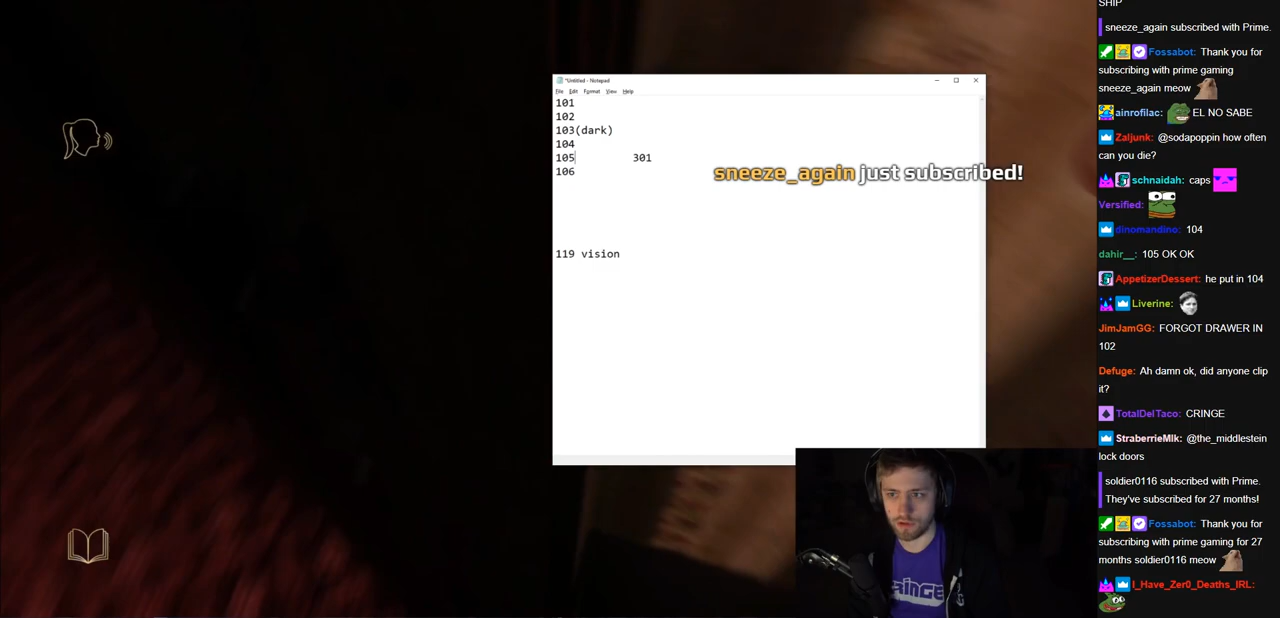 *Untitled - Notepad
File Edit Format View Help
101
102
103(dark)
104
105 301
106
119 vision
sneeze_again just subscribed!
SHIP
sneeze_again subscribed with Prime.
Fossabot: Thank you for
subscribing with prime gaming
sneeze_again meow
ainrofilac: EL NO SABE
Zaljunk: @sodapoppin how often
can you die?
schnaidah: caps
Versified:
dinomandino: 104
dahir__: 105 OK OK
AppetizerDessert: he put in 104
Liverine:
JimJamGG: FORGOT DRAWER IN
102
Defuge: Ah damn ok, did anyone clip
it?
TotalDelTaco: CRINGE
StraberrieMlk: @the_middlestein
lock doors
soldier0116 subscribed with Prime.
They've subscribed for 27 months!
Fossabot: Thank you for
subscribing with prime gaming for 27
months soldier0116 meow
I_Have_Zer0_Deaths_IRL: